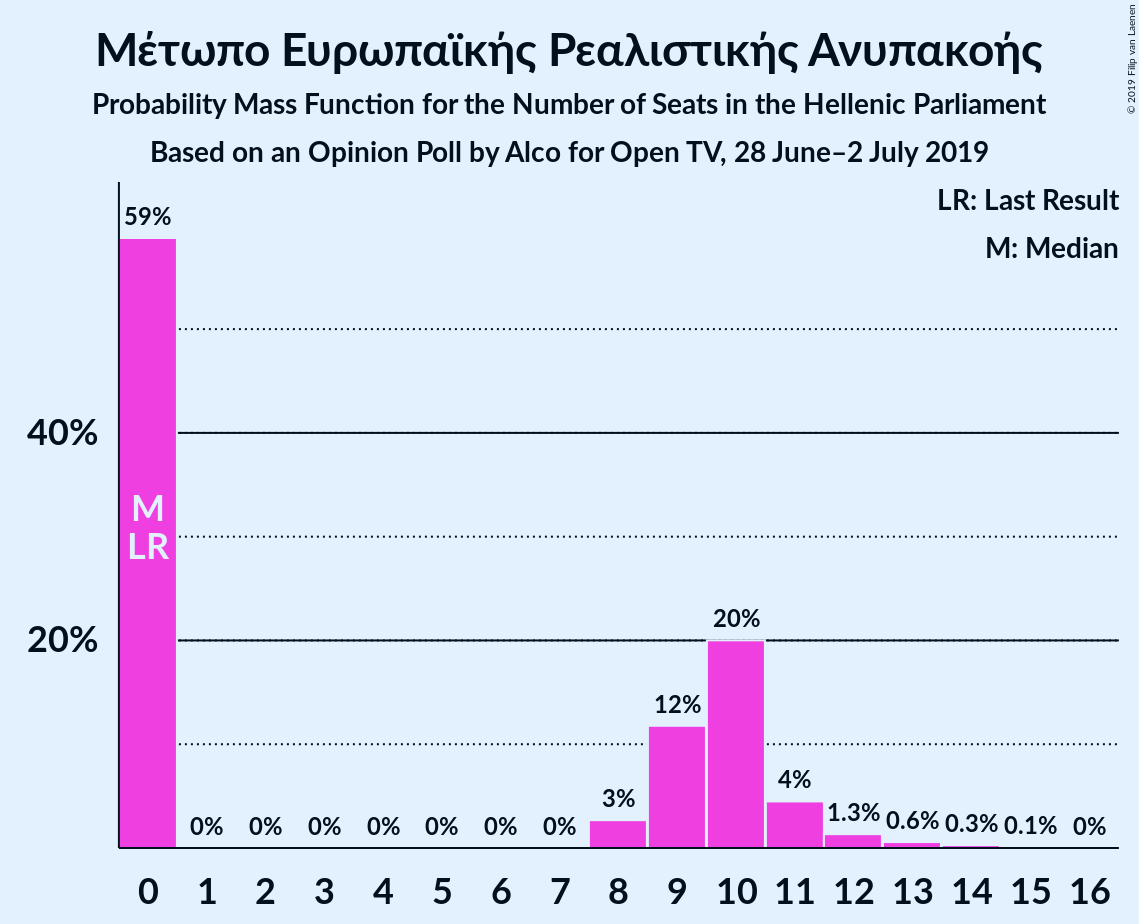 Μέτωπο Ευρωπαϊκής Ρεαλιστικής Ανυπακοής
Probability Mass Function for the Number of Seats in the Hellenic Parliament
Based on an Opinion Poll by Alco for Open TV, 28 June–2 July 2019
© 2019 Filip van Laenen
LR: Last Result
M: Median
59%
40%
M
LR
20%
20%
12%
4%
3%
1.3%
0.6%
0.3%
0.1%
0%
0% 0% 0% 0% 0% 0% 0%
0 1 2 3 4 5 6 7 8 9 10 11 12 13 14 15 16